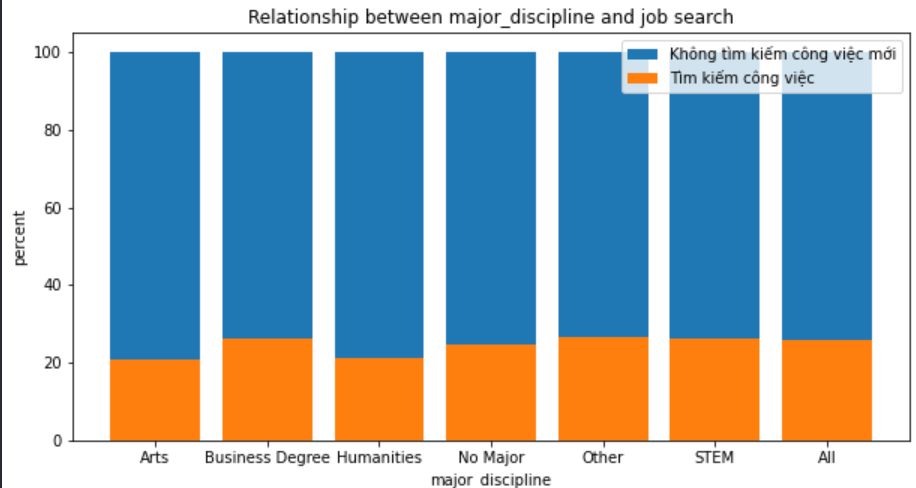 Relationship between major_discipline and job search
Không tìm kiếm công việc mới
Tìm kiếm công việc
100
80
60
40
20
0
percent
Arts Business Degree Humanities No Major Other STEM All
major_discipline